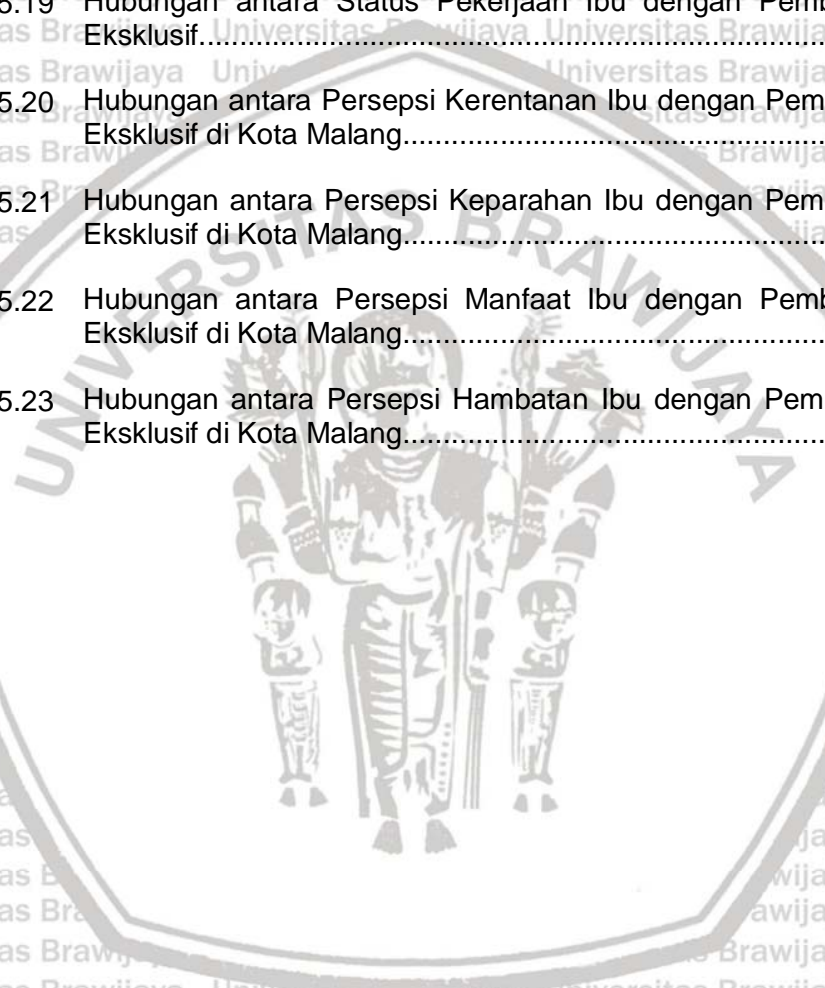 5.19 Hubungan antara Status Pekerjaan Ibu dengan Pemb
Eksklusif
5.20 Hubungan antara Persepsi Kerentanan Ibu dengan Pem
Eksklusif di Kota Malang
5.21 Hubungan antara Persepsi Keparahan Ibu dengan Pem
Eksklusif di Kota Malang
5.22 Hubungan antara Persepsi Manfaat Ibu dengan Pemb
Eksklusif di Kota Malang
5.23 Hubungan antara Persepsi Hambatan Ibu dengan Pem
Eksklusif di Kota Malang
UNIVERSITAS BRAWIJAYA